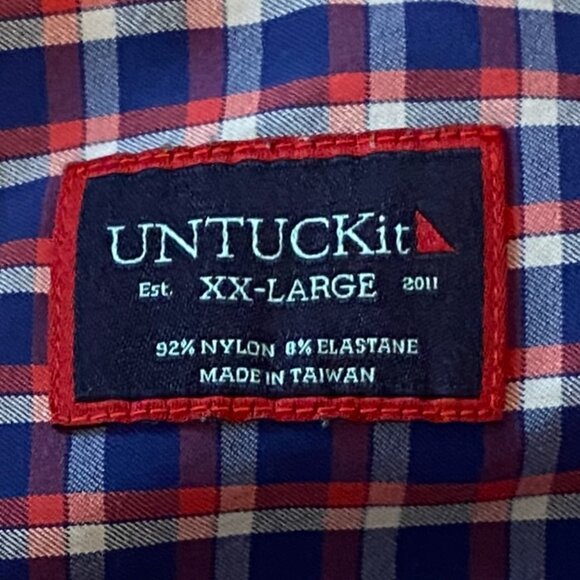 UNTUCKit
Est. XX-LARGE 2011
92% NYLON 8% ELASTANE
MADE IN TAIWAN